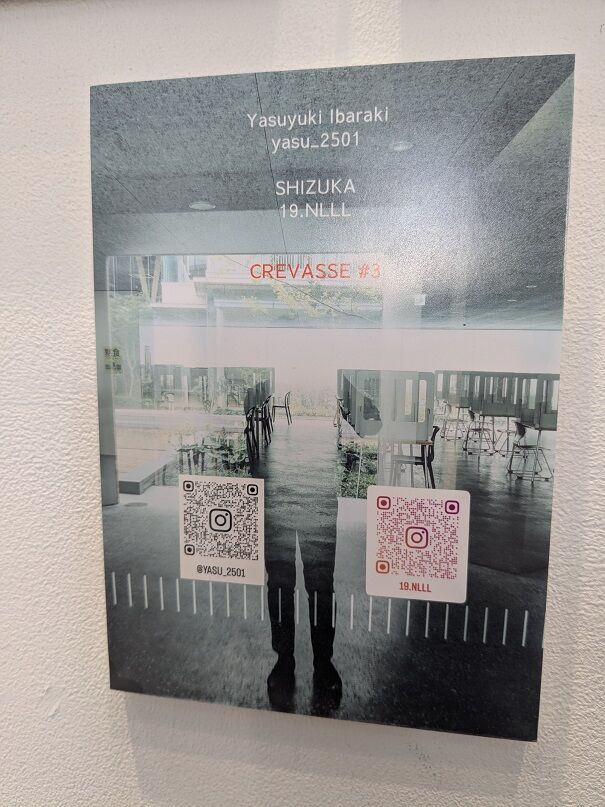 Yasuyuki Ibaraki
yasu_2501
SHIZUKA
19.NLLL
CREVASSE #3
@YASU_2501
19.NLLL